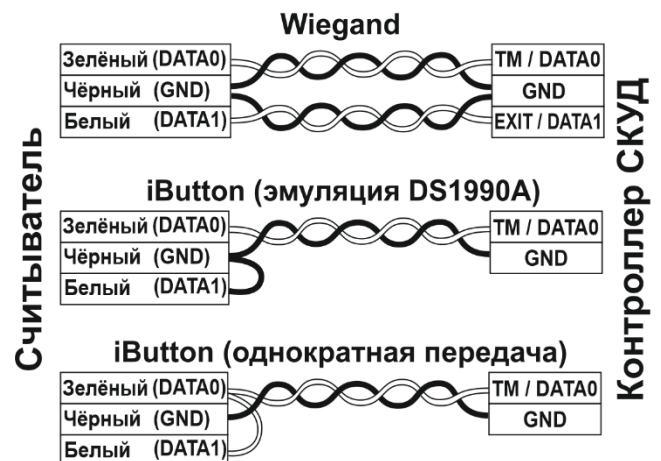 Wiegand
Зелёный (DATA0) TM / DATA0
Чёрный (GND) GND
Белый (DATA1) EXIT / DATA1
Считыватель
Контроллер СКУД
iButton (эмуляция DS1990A)
Зелёный (DATA0) TM / DATA0
Чёрный (GND) GND
Белый (DATA1)
iButton (однократная передача)
Зелёный (DATA0) TM / DATA0
Чёрный (GND) GND
Белый (DATA1)